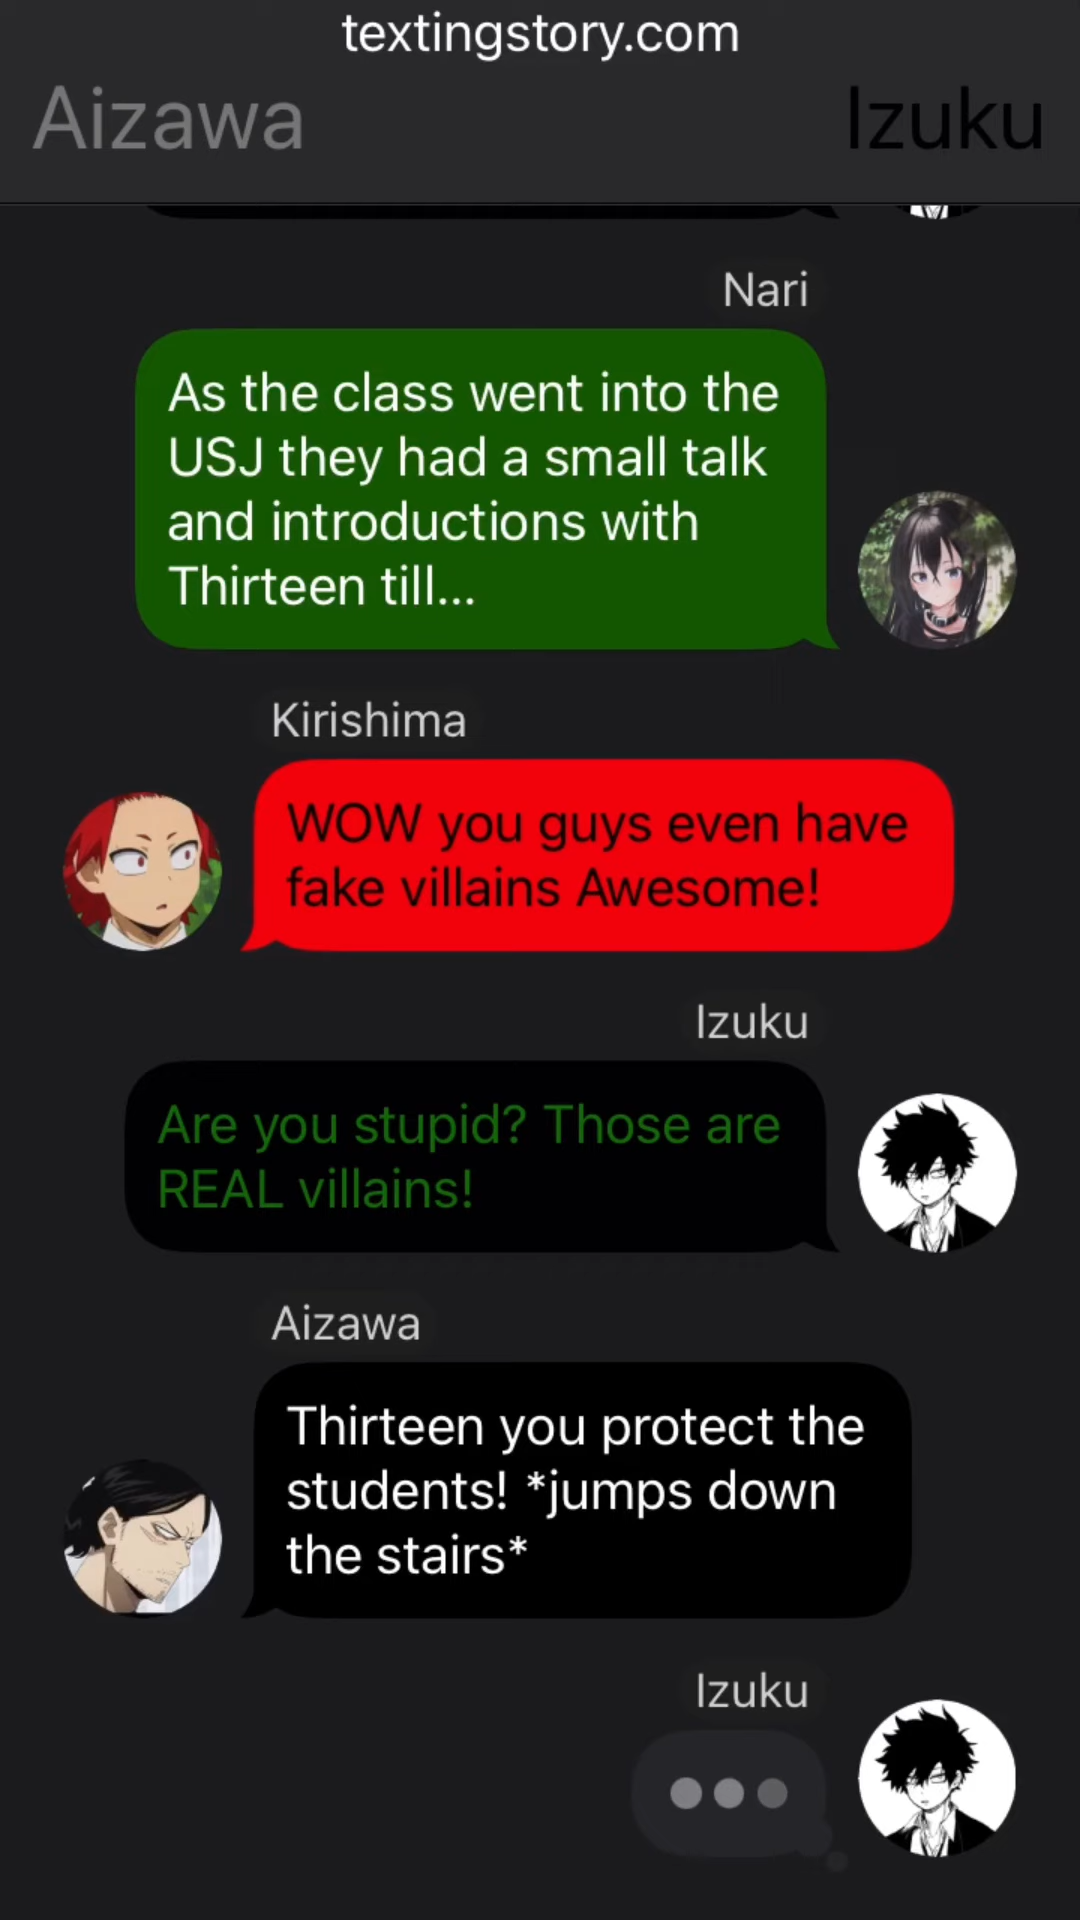 textingstory.com
Aizawa
Izuku
Nari
As the class went into the
USJ they had a small talk
and introductions with
Thirteen till...
Kirishima
WOW you guys even have
fake villains Awesome!
Izuku
Are you stupid? Those are
REAL villains!
Aizawa
Thirteen you protect the
students! *jumps down
the stairs*
Izuku